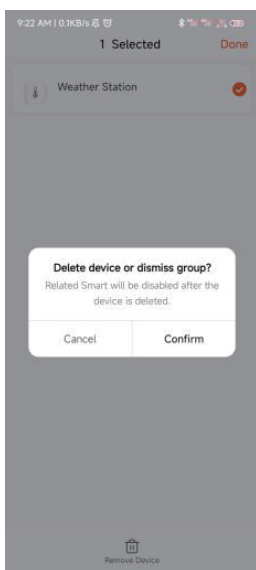 9:22 AM | 0.1KB/s
1 Selected
Done
Weather Station
Delete device or dismiss group?
Related Smart will be disabled after the
device is deleted.
Cancel
Confirm
Remove Device